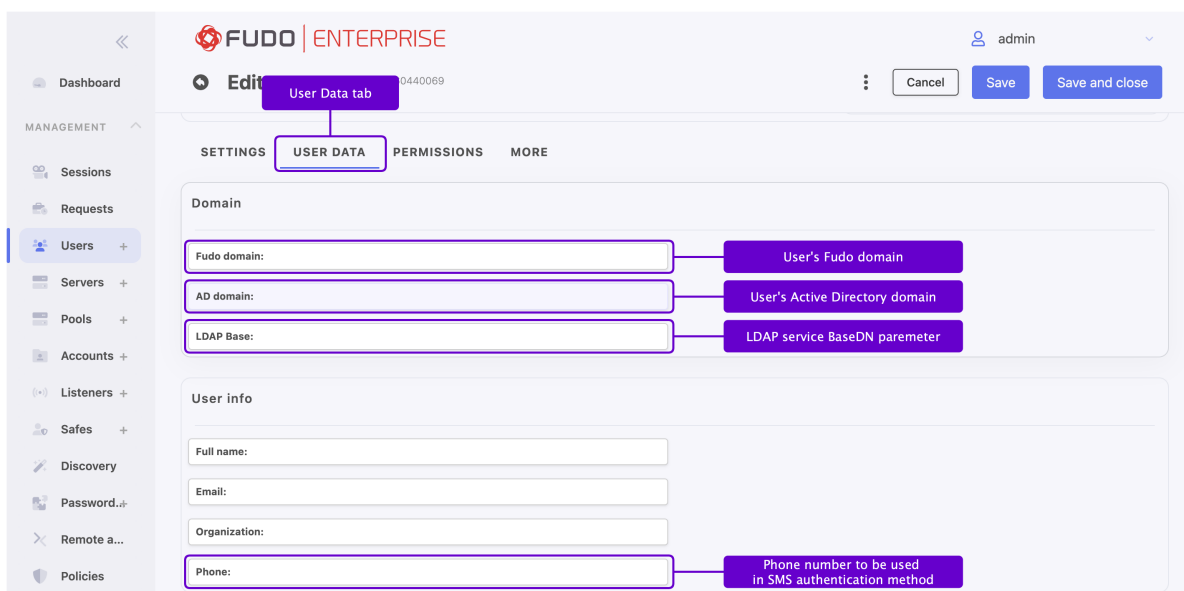 FUDO ENTERPRISE
admin
Dashboard
Edit
0440069
Cancel
Save
Save and close
User Data tab
MANAGEMENT
SETTINGS
USER DATA
PERMISSIONS
MORE
Sessions
Requests
Users +
Servers +
Pools +
Accounts +
Listeners +
Safes +
Discovery
Password..+
Remote a...
Policies
Domain
Fudo domain:
User's Fudo domain
AD domain:
User's Active Directory domain
LDAP Base:
LDAP service BaseDN paremeter
User info
Full name:
Email:
Organization:
Phone:
Phone number to be used
in SMS authentication method